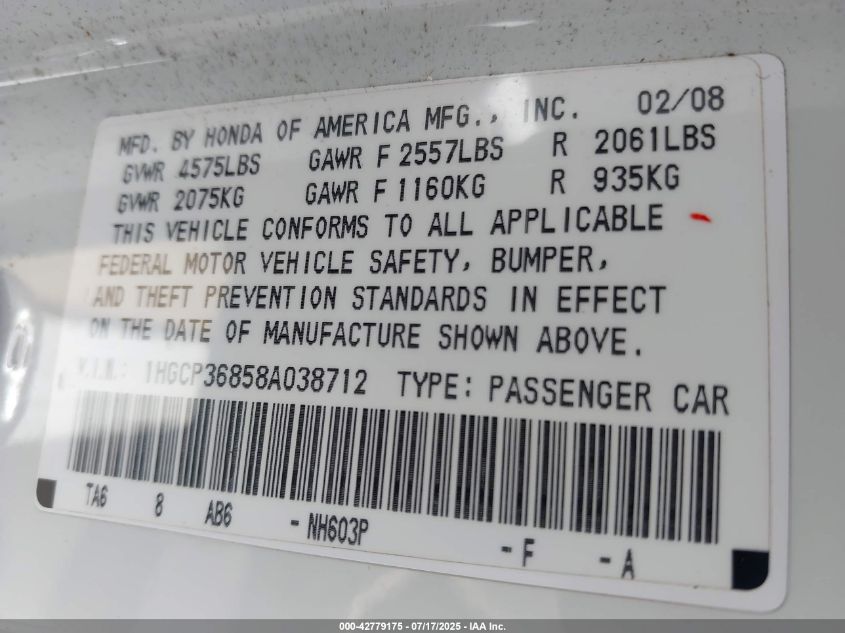 MFD. BY HONDA OF AMERICA MFG., INC. 02/08
GVWR 4575LBS GAWR F 2557LBS R 2061LBS
GVWR 2075KG GAWR F 1160KG R 935KG
THIS VEHICLE CONFORMS TO ALL APPLICABLE
FEDERAL MOTOR VEHICLE SAFETY, BUMPER,
AND THEFT PREVENTION STANDARDS IN EFFECT
ON THE DATE OF MANUFACTURE SHOWN ABOVE.
V.I.N.: 1HGCP36858A038712 TYPE: PASSENGER CAR
TA6 8 AB6 - NH603P - F - A
000-42779175 - 07/17/2025 - IAA Inc.